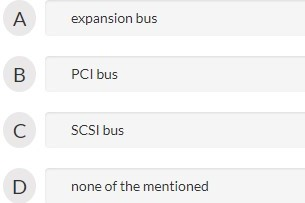 A expansion bus
B PCI bus
C SCSI bus
D none of the mentioned